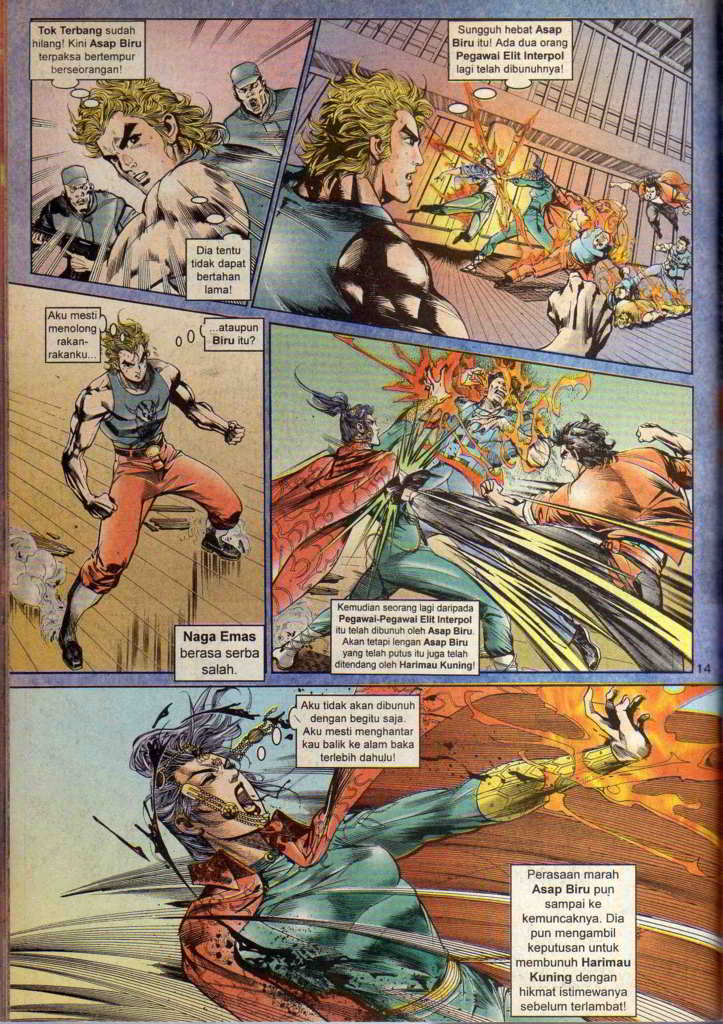 Tok Terbang sudah
hilang! Kini Asap Biru
terpaksa bertempur
berseorangan!
Dia tentu
tidak dapat
bertahan
lama!
Sungguh hebat Asap
Biru itu! Ada dua orang
Pegawai Elit Interpol
lagi telah dibunuhnya!
Aku mesti
menolong
rakan-
rakanku...
...ataupun
Biru itu?
Naga Emas
berasa serba
salah.
Kemudian seorang lagi daripada
Pegawai-Pegawai Elit Interpol
itu telah dibunuh oleh Asap Biru.
Akan tetapi lengan Asap Biru
yang telah putus itu juga telah
ditendang oleh Harimau Kuning!
14
Aku tidak akan dibunuh
dengan begitu saja.
Aku mesti menghantar
kau balik ke alam baka
terlebih dahulu!
Perasaan marah
Asap Biru pun
sampai ke
kemuncaknya. Dia
pun mengambil
keputusan untuk
membunuh Harimau
Kuning dengan
hikmat istimewanya
sebelum terlambat!